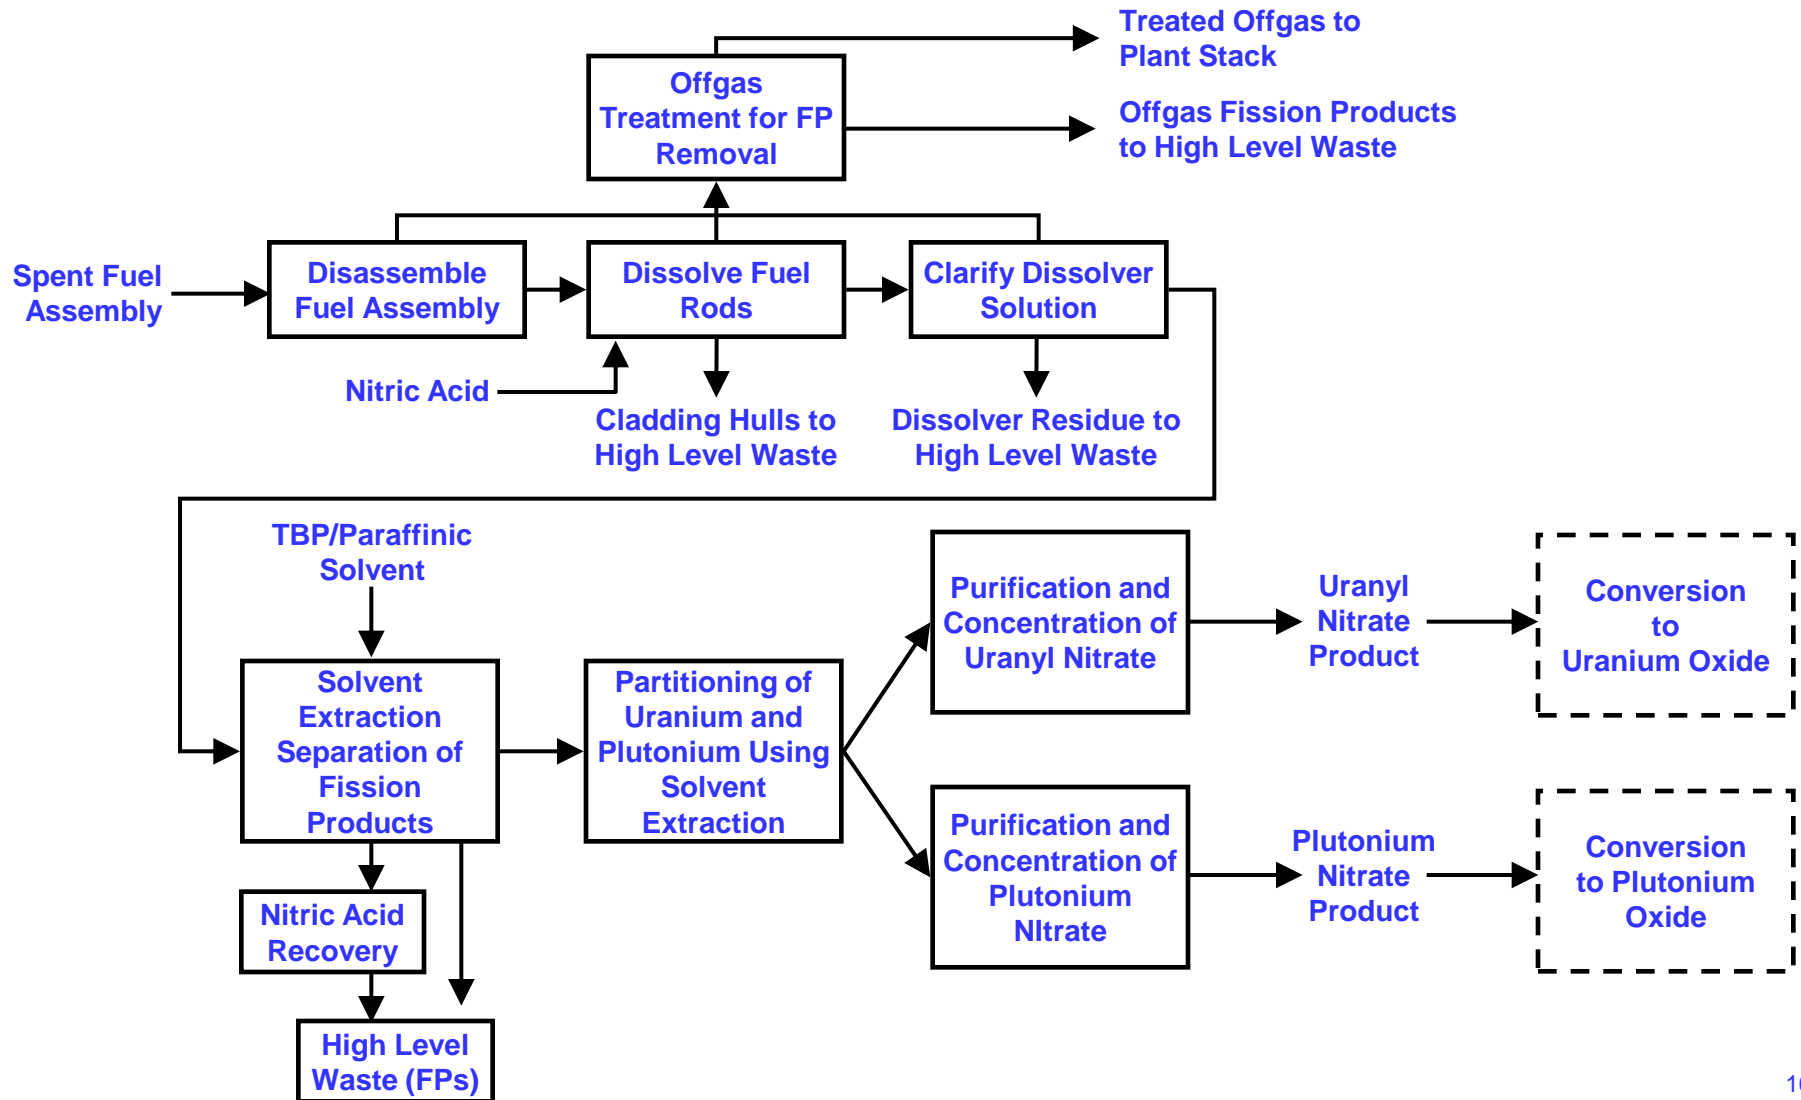 Treated Offgas to
Plant Stack
Offgas
Treatment for FP
Removal
Offgas Fission Products
to High Level Waste
Spent Fuel
Assembly
Disassemble
Fuel Assembly
Dissolve Fuel
Rods
Clarify Dissolver
Solution
Nitric Acid
Cladding Hulls to
High Level Waste
Dissolver Residue to
High Level Waste
TBP/Paraffinic
Solvent
Solvent
Extraction
Separation of
Fission
Products
Partitioning of
Uranium and
Plutonium Using
Solvent
Extraction
Purification and
Concentration of
Uranyl Nitrate
Uranyl
Nitrate
Product
Conversion
to
Uranium Oxide
Purification and
Concentration of
Plutonium
NItrate
Plutonium
Nitrate
Product
Conversion
to Plutonium
Oxide
Nitric Acid
Recovery
High Level
Waste (FPs)